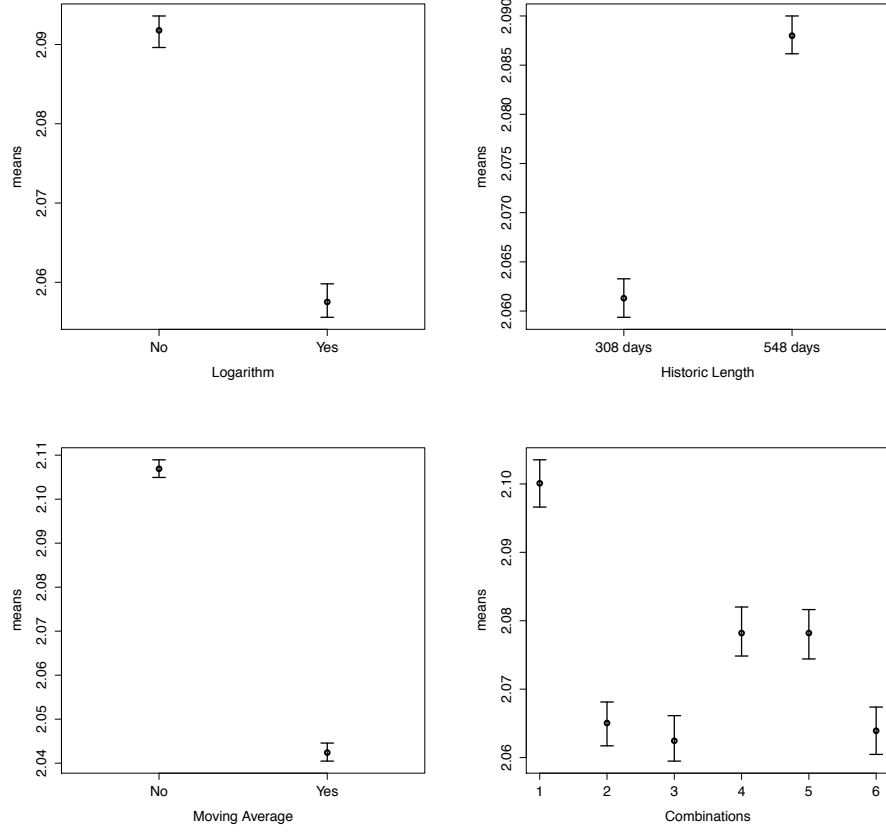 means
2.09
2.08
2.07
2.06
No
Yes
Logarithm
means
2.090
2.085
2.080
2.075
2.070
2.065
2.060
308 days
548 days
Historic Length
means
2.11
2.10
2.09
2.08
2.07
2.06
2.05
2.04
No
Yes
Moving Average
means
2.10
2.09
2.08
2.07
2.06
1
2
3
4
5
6
Combinations